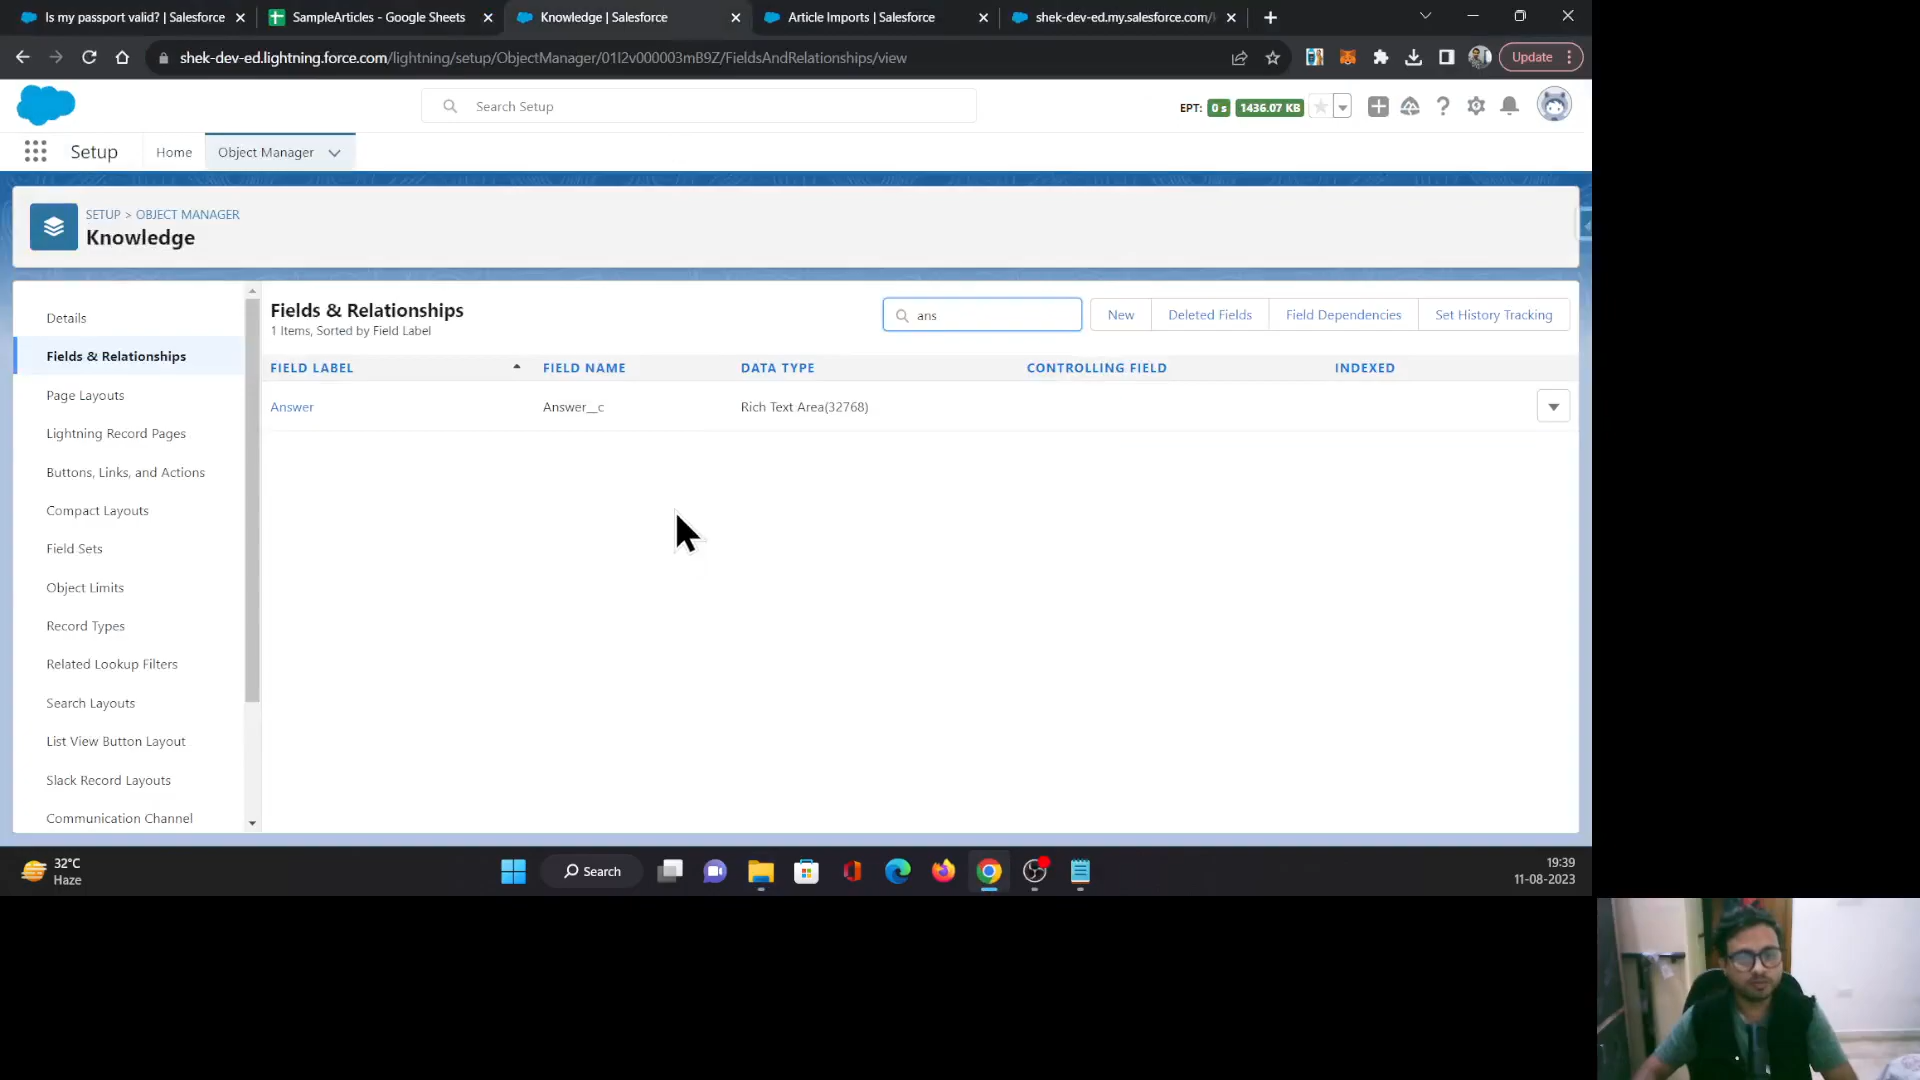 Is my passport valid? | Salesforce
SampleArticles - Google Sheets
Knowledge | Salesforce
Article Imports | Salesforce
shek-dev-ed.my.salesforce.com/
shek-dev-ed.lightning.force.com/lightning/setup/ObjectManager/01I2v000003mB9Z/FieldsAndRelationships/view
Update
Search Setup
EPT: 0 s 1436.07 KB
Setup
Home
Object Manager
SETUP > OBJECT MANAGER
Knowledge
Details
Fields & Relationships
Page Layouts
Lightning Record Pages
Buttons, Links, and Actions
Compact Layouts
Field Sets
Object Limits
Record Types
Related Lookup Filters
Search Layouts
List View Button Layout
Slack Record Layouts
Communication Channel
Fields & Relationships
1 Items, Sorted by Field Label
ans
New
Deleted Fields
Field Dependencies
Set History Tracking
FIELD LABEL FIELD NAME DATA TYPE CONTROLLING FIELD INDEXED
Answer Answer__c Rich Text Area(32768)
32°C
Haze
Search
19:39
11-08-2023